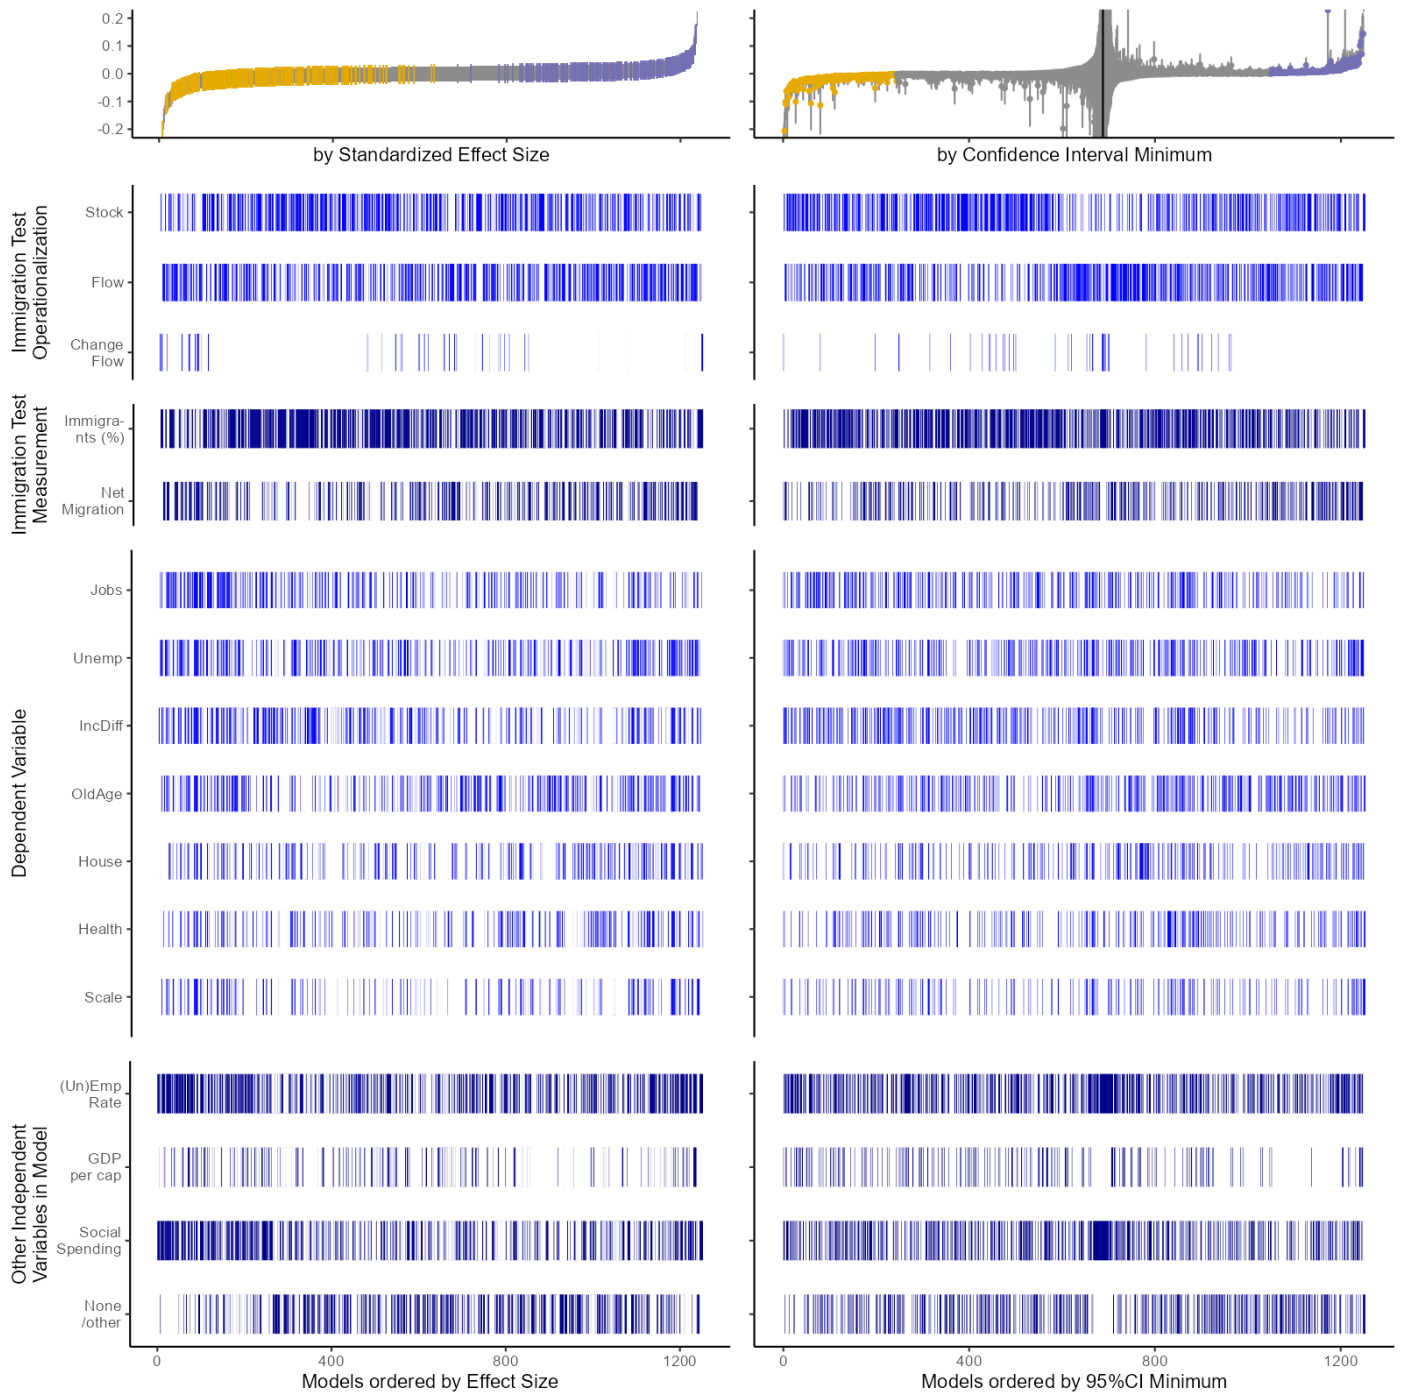 0.2
0.1
0.0
-0.1
-0.2
by Standardized Effect Size
by Confidence Interval Minimum
Immigration Test
Operationalization
Stock
Flow
Change
Flow
Immigration Test
Measurement
Immigra-
nts (%)
Net
Migration
Dependent Variable
Jobs
Unemp
IncDiff
OldAge
House
Health
Scale
Other Independent
Variables in Model
(Un)Emp
Rate
GDP
per cap
Social
Spending
None
/other
0 400 800 1200
0 400 800 1200
Models ordered by Effect Size
Models ordered by 95%CI Minimum